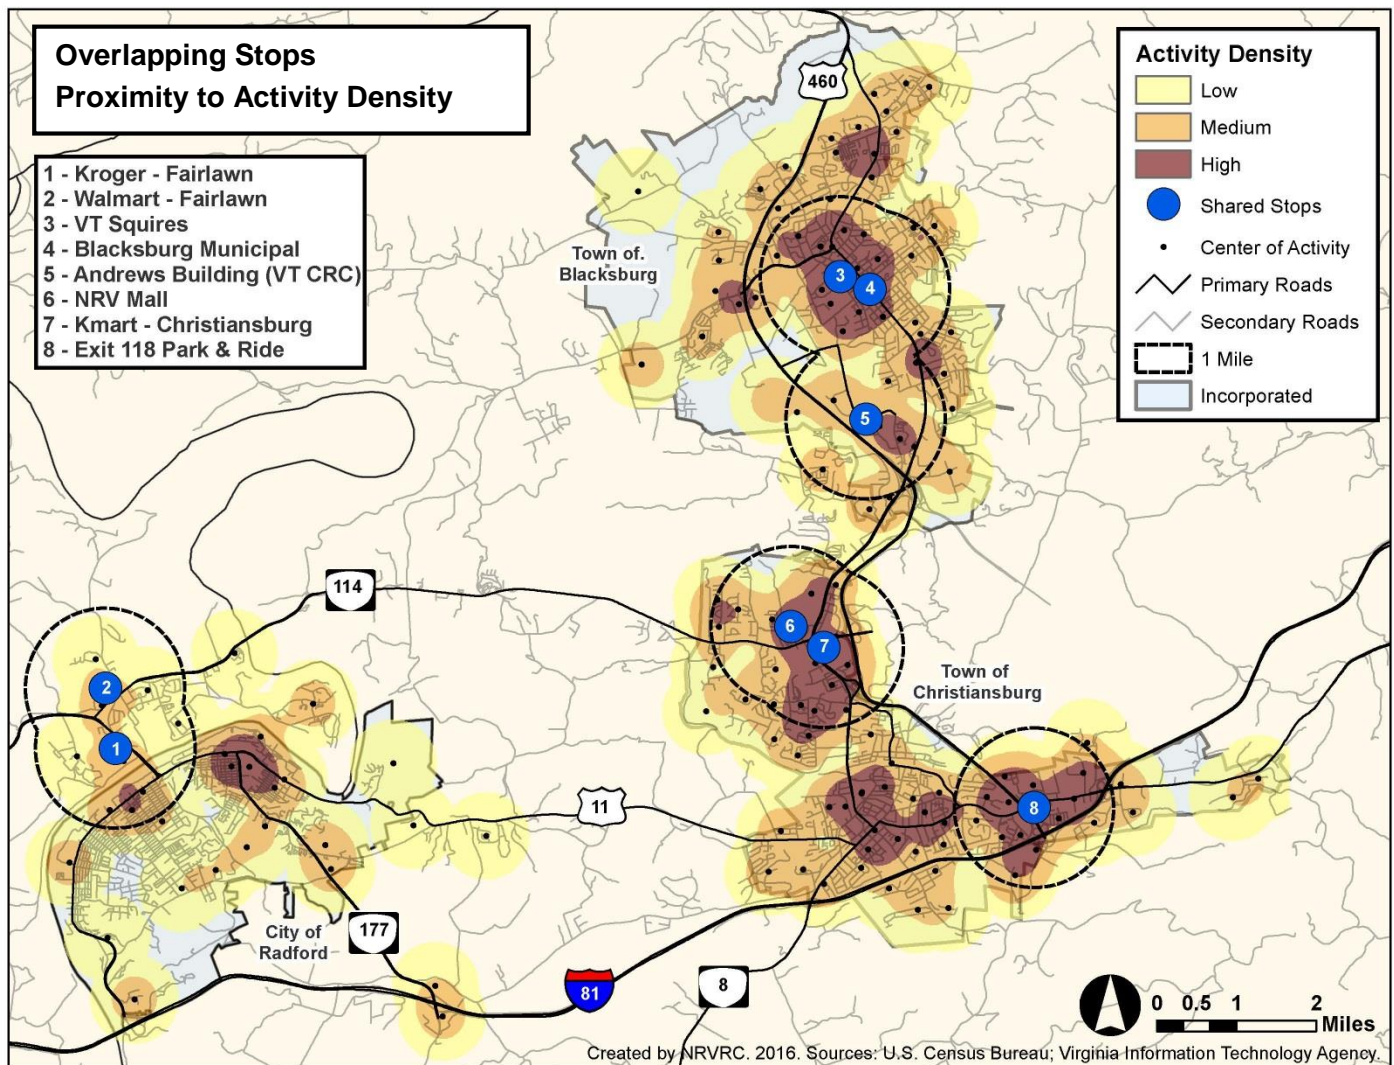 Overlapping Stops
Proximity to Activity Density
1 - Kroger - Fairlawn
2 - Walmart - Fairlawn
3 - VT Squires
4 - Blacksburg Municipal
5 - Andrews Building (VT CRC)
6 - NRV Mall
7 - Kmart - Christiansburg
8 - Exit 118 Park & Ride
Activity Density
Low
Medium
High
Shared Stops
Center of Activity
Primary Roads
Secondary Roads
1 Mile
Incorporated
460
Town of.
Blacksburg
3
4
5
114
6
7
Town of
Christiansburg
2
1
11
8
City of
Radford
177
81
8
0 0.5 1 2
Miles
Created by NRVRC. 2016. Sources: U.S. Census Bureau; Virginia Information Technology Agency.